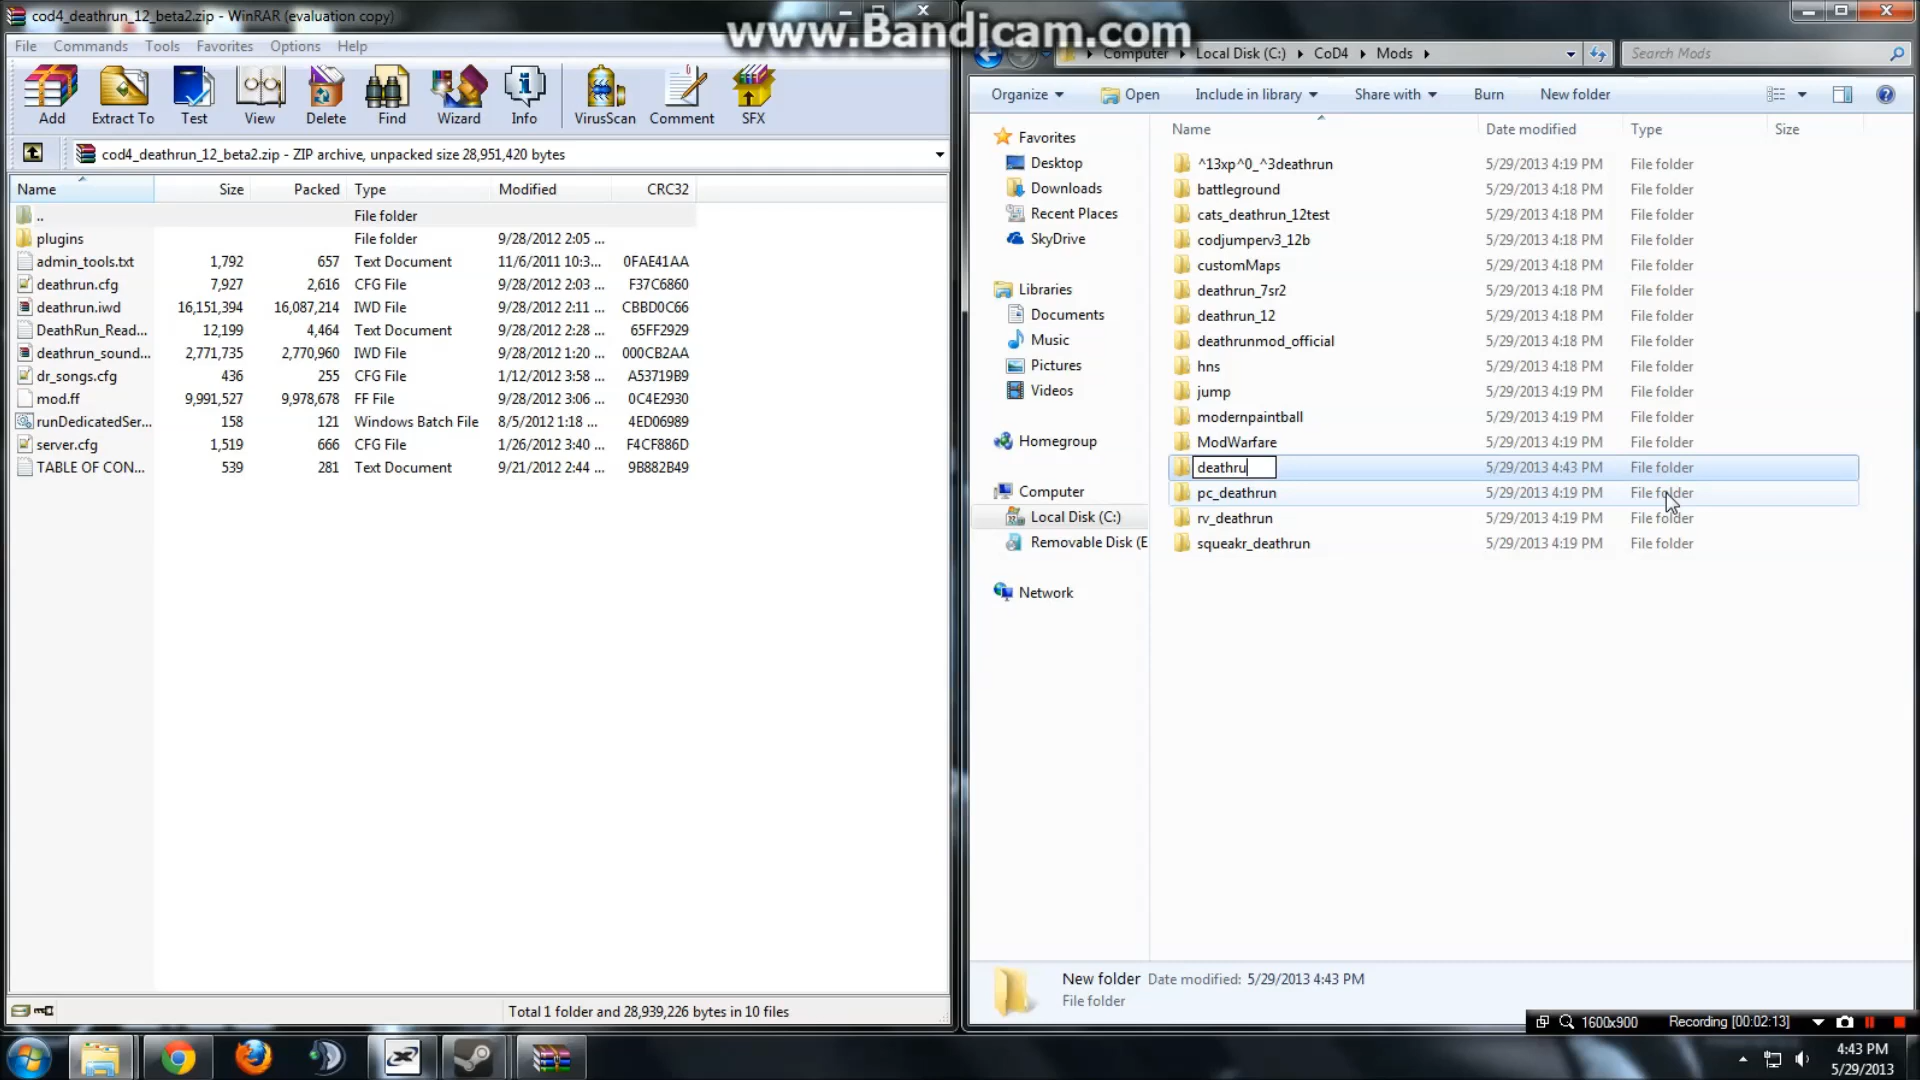 cod4_deathrun_12_beta2.zip - WinRAR (evaluation copy)
www.Bandicam.com
File Commands Tools Favorites Options Help
Computer Local Disk (C:) CoD4 Mods Search Mods
Add Extract To Test View Delete Find Wizard Info VirusScan Comment SFX
Organize Open Include in library Share with Burn New folder
cod4_deathrun_12_beta2.zip - ZIP archive, unpacked size 28,951,420 bytes
Name Size Packed Type Modified CRC32
.. File folder
plugins File folder 9/28/2012 2:05 ...
admin_tools.txt 1,792 657 Text Document 11/6/2011 10:3... 0FAE41AA
deathrun.cfg 7,927 2,616 CFG File 9/28/2012 2:03 ... F37C6860
deathrun.iwd 16,151,394 16,087,214 IWD File 9/28/2012 2:11 ... CBBD0C66
DeathRun_Read... 12,199 4,464 Text Document 9/28/2012 2:28 ... 65FF2929
deathrun_sound... 2,771,735 2,770,960 IWD File 9/28/2012 1:20 ... 000CB2AA
dr_songs.cfg 436 255 CFG File 1/12/2012 3:58 ... A53719B9
mod.ff 9,991,527 9,978,678 FF File 9/28/2012 3:06 ... 0C4E2930
runDedicatedSer... 158 121 Windows Batch File 8/5/2012 1:18 ... 4ED06989
server.cfg 1,519 666 CFG File 1/26/2012 3:40 ... F4CF886D
TABLE OF CON... 539 281 Text Document 9/21/2012 2:44 ... 9B882B49
Total 1 folder and 28,939,226 bytes in 10 files
Favorites
Desktop
Downloads
Recent Places
SkyDrive
Libraries
Documents
Music
Pictures
Videos
Homegroup
Computer
Local Disk (C:)
Removable Disk (E
Network
Name Date modified Type Size
^13xp^0_^3deathrun 5/29/2013 4:19 PM File folder
battleground 5/29/2013 4:18 PM File folder
cats_deathrun_12test 5/29/2013 4:18 PM File folder
codjumperv3_12b 5/29/2013 4:18 PM File folder
customMaps 5/29/2013 4:18 PM File folder
deathrun_7sr2 5/29/2013 4:18 PM File folder
deathrun_12 5/29/2013 4:18 PM File folder
deathrunmod_official 5/29/2013 4:18 PM File folder
hns 5/29/2013 4:18 PM File folder
jump 5/29/2013 4:18 PM File folder
modernpaintball 5/29/2013 4:18 PM File folder
ModWarfare 5/29/2013 4:19 PM File folder
deathru 5/29/2013 4:43 PM File folder
pc_deathrun 5/29/2013 4:19 PM File folder
rv_deathrun 5/29/2013 4:19 PM File folder
squeakr_deathrun 5/29/2013 4:19 PM File folder
New folder Date modified: 5/29/2013 4:43 PM
File folder
1600x900 Recording [00:02:13]
4:43 PM
5/29/2013